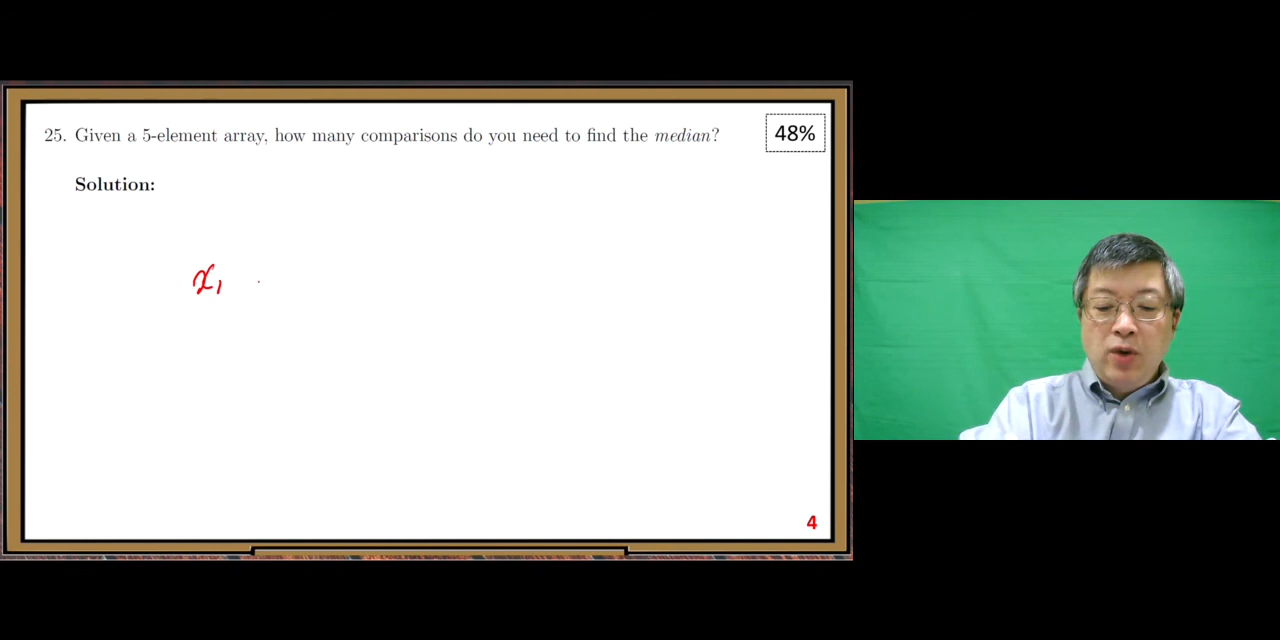 25. Given a 5-element array, how many comparisons do you need to find the median?
48%
Solution:
x₁
4